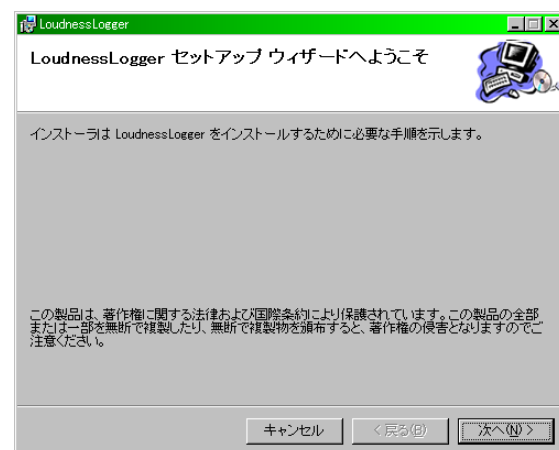 LoudnessLogger
LoudnessLogger セットアップ ウィザードへようこそ
インストーラは LoudnessLogger をインストールするために必要な手順を示します。
この製品は、著作権に関する法律および国際条約により保護されています。この製品の全部
または一部を無断で複製したり、無断で複製物を頒布すると、著作権の侵害となりますのでご
注意ください。
キャンセル
< 戻る(B)
次へ(N) >